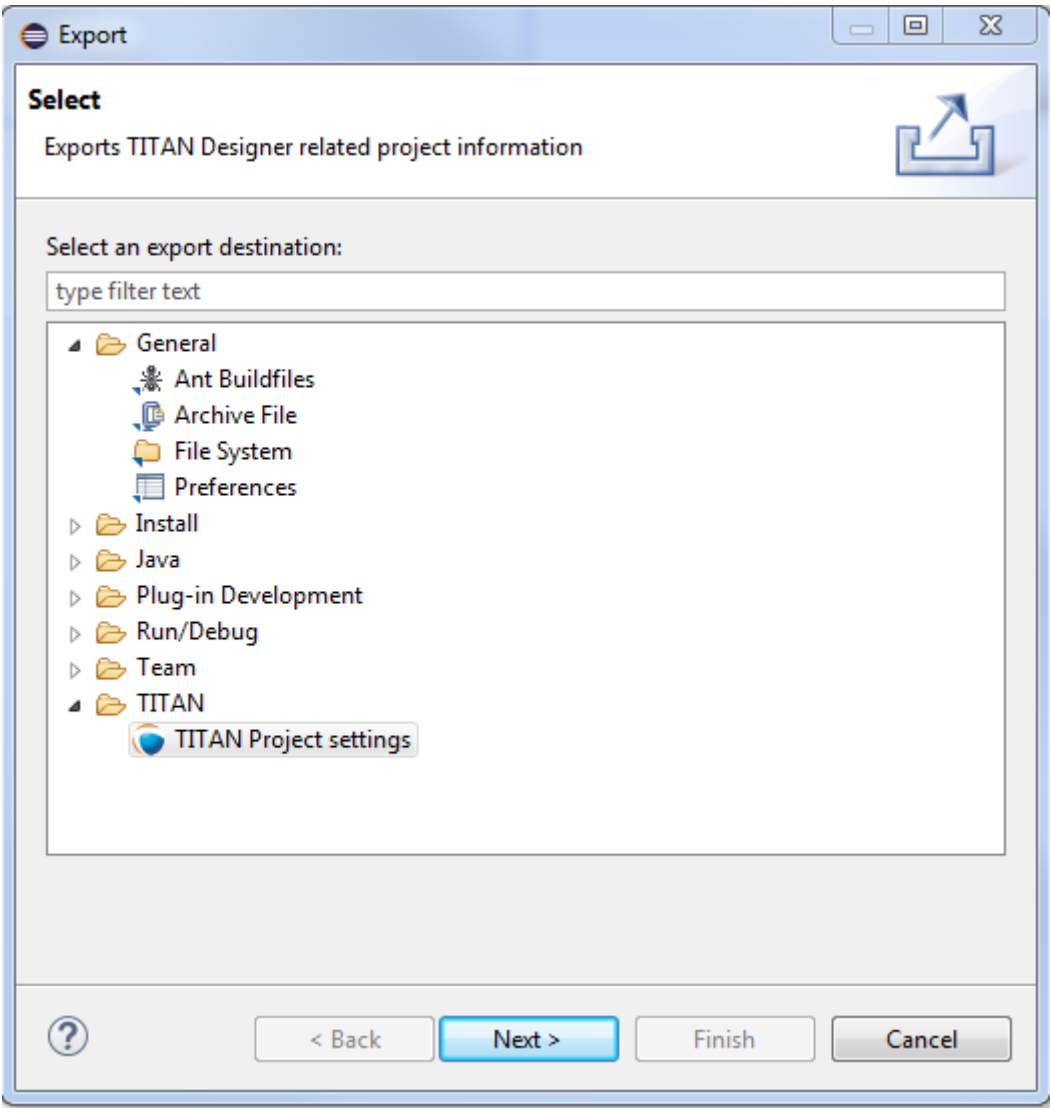 Export
Select
Exports TITAN Designer related project information
Select an export destination:
type filter text
General
Ant Buildfiles
Archive File
File System
Preferences
Install
Java
Plug-in Development
Run/Debug
Team
TITAN
TITAN Project settings
?
< Back
Next >
Finish
Cancel